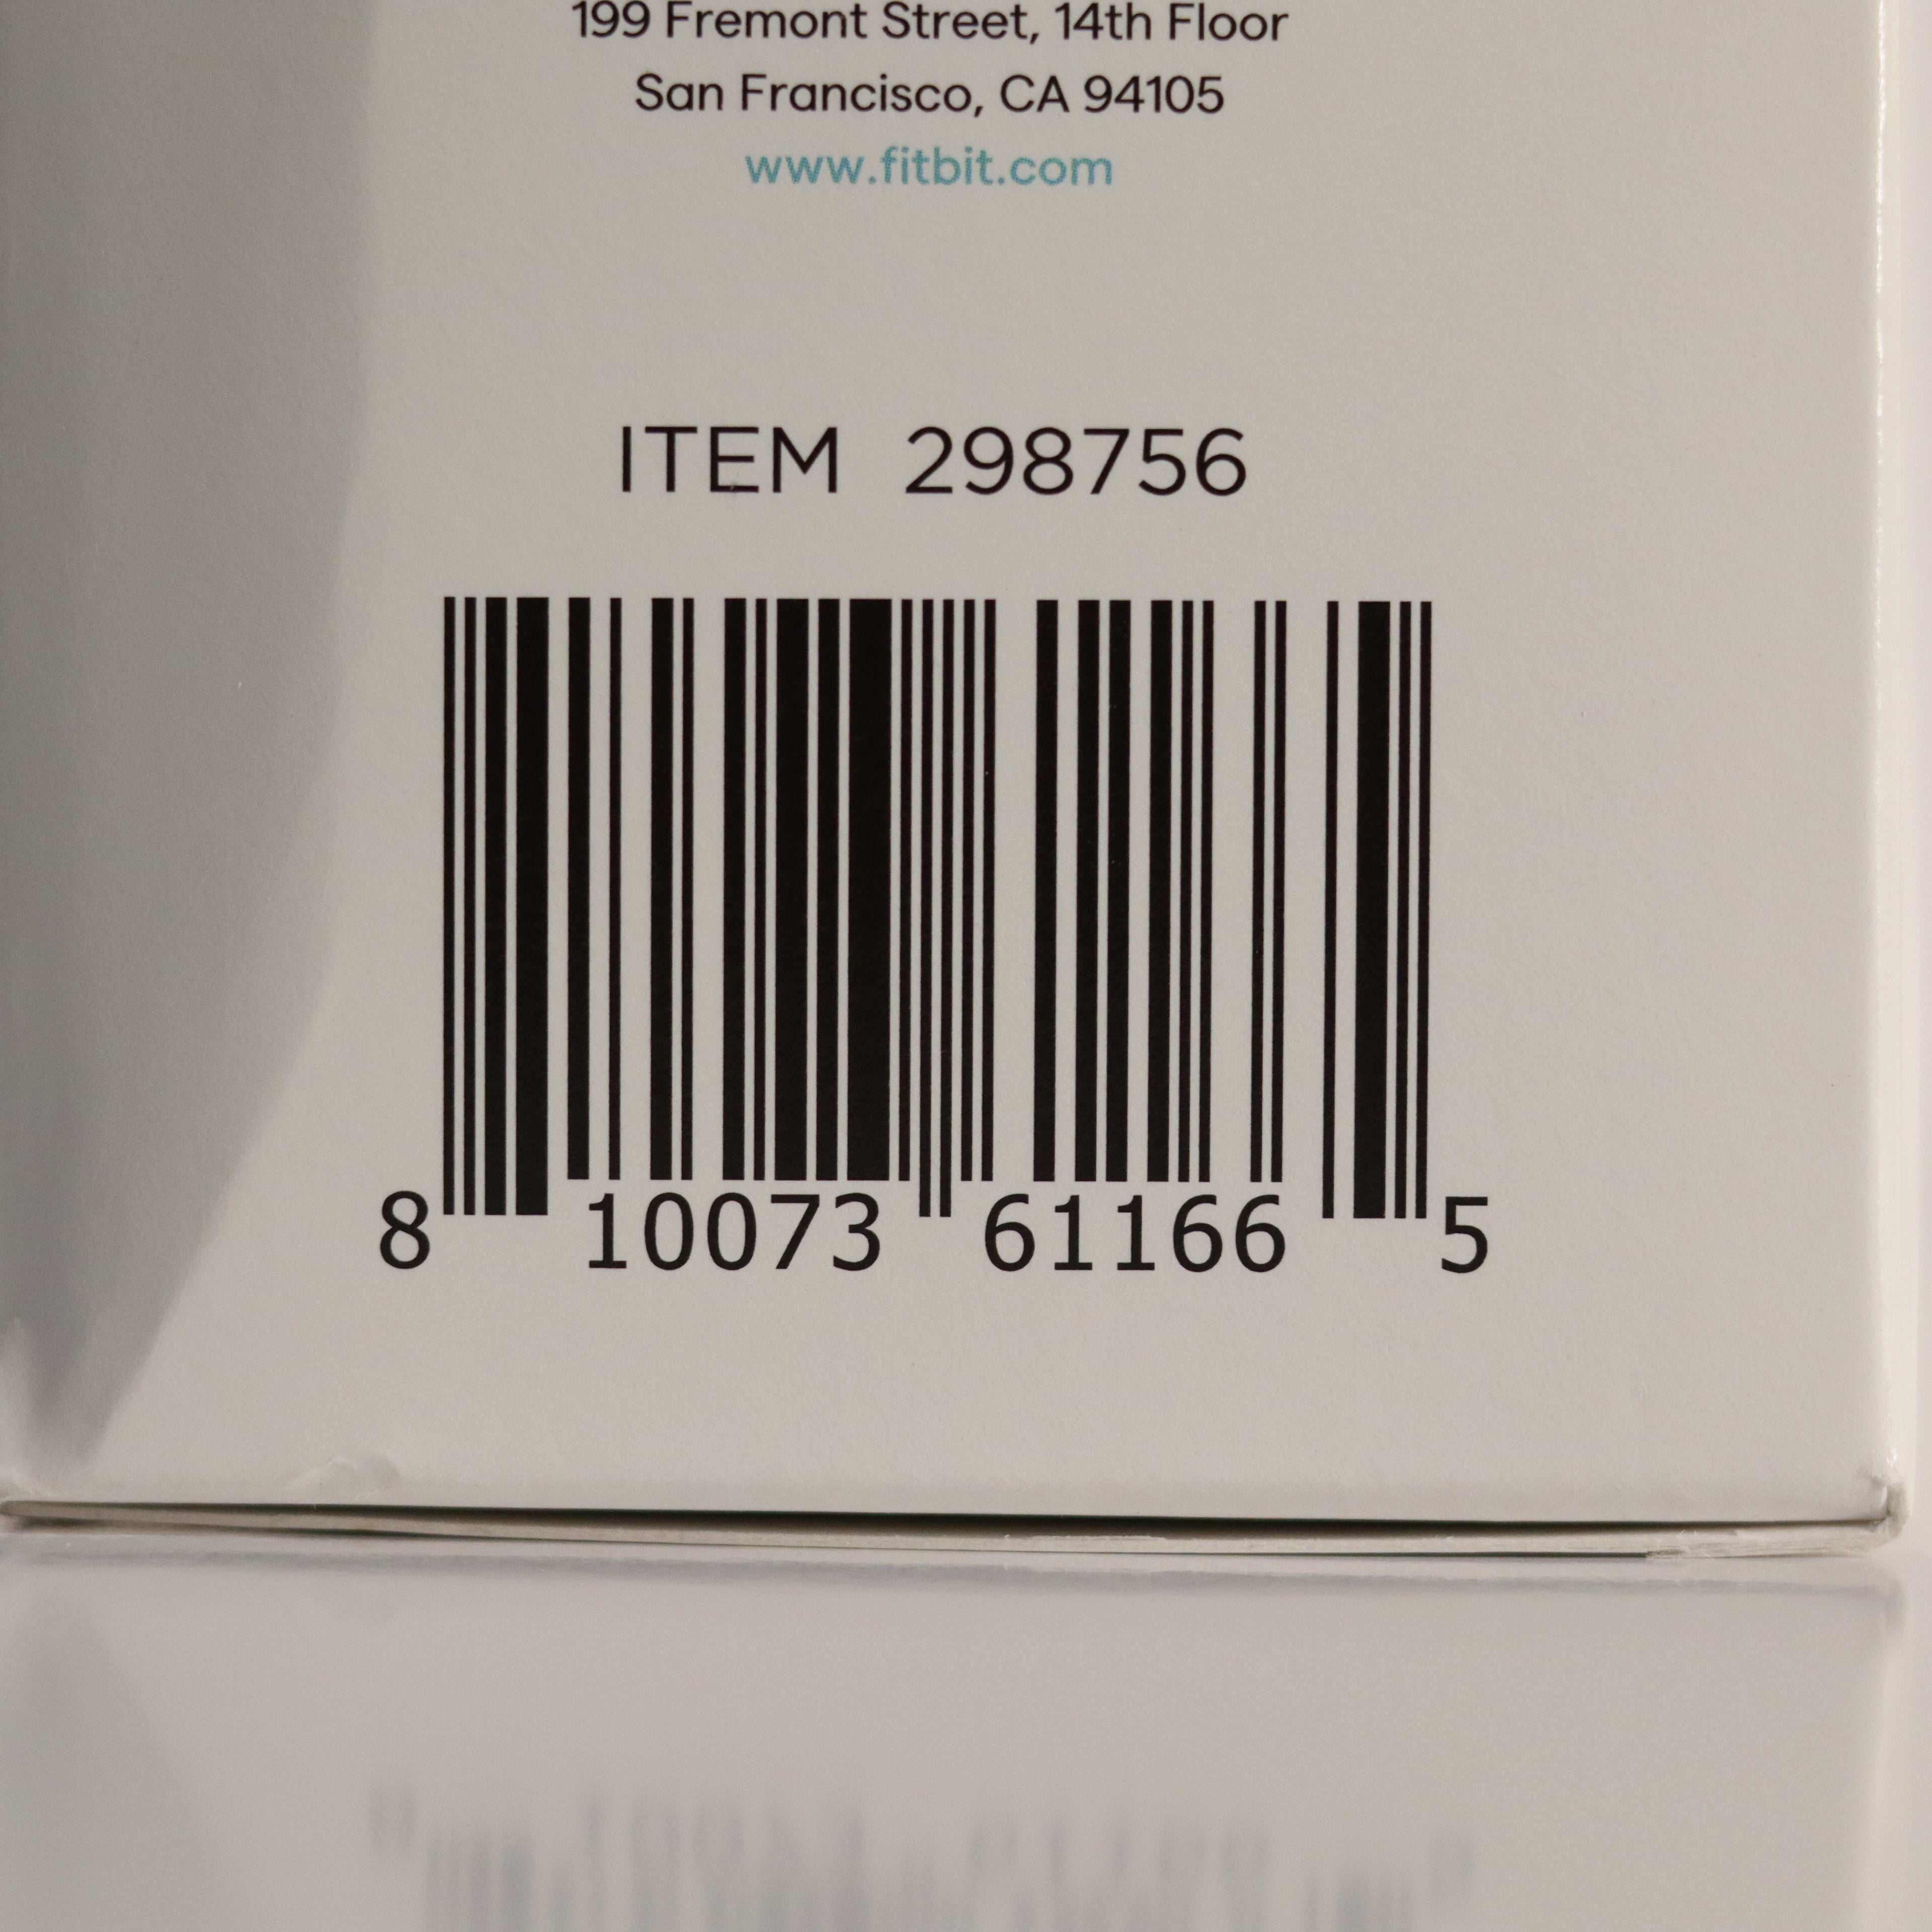 199 Fremont Street, 14th Floor
San Francisco, CA 94105
www.fitbit.com
ITEM 298756
8 10073 61166 5